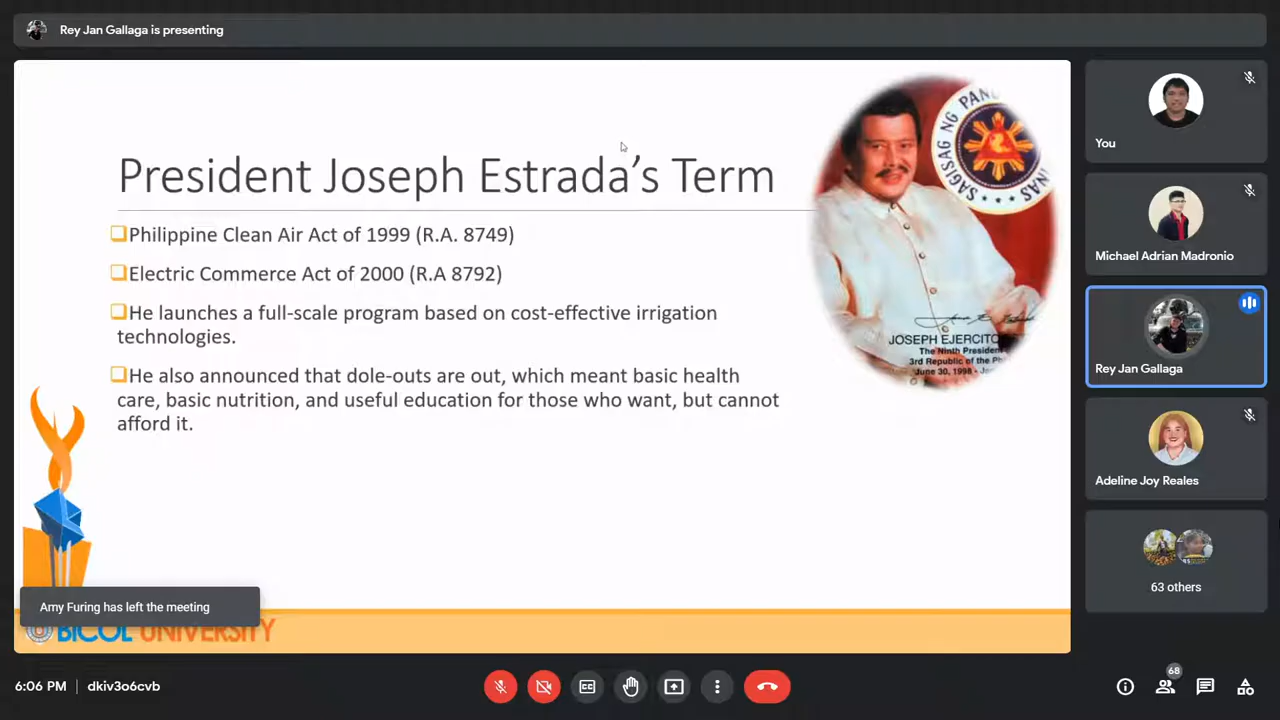 Rey Jan Gallaga is presenting
President Joseph Estrada's Term
Philippine Clean Air Act of 1999 (R.A. 8749)
Electric Commerce Act of 2000 (R.A 8792)
He launches a full-scale program based on cost-effective irrigation
technologies.
He also announced that dole-outs are out, which meant basic health
care, basic nutrition, and useful education for those who want, but cannot
afford it.
SAGISAG NG
JOSEPH
The Ninth
3rd Republic of the
June 30, 1998
Amy Furing has left the meeting
BICOL UNIVERSITY
You
Michael Adrian Madronio
Rey Jan Gallaga
Adeline Joy Reales
63 others
6:06 PM | dkiv3o6cvb
68